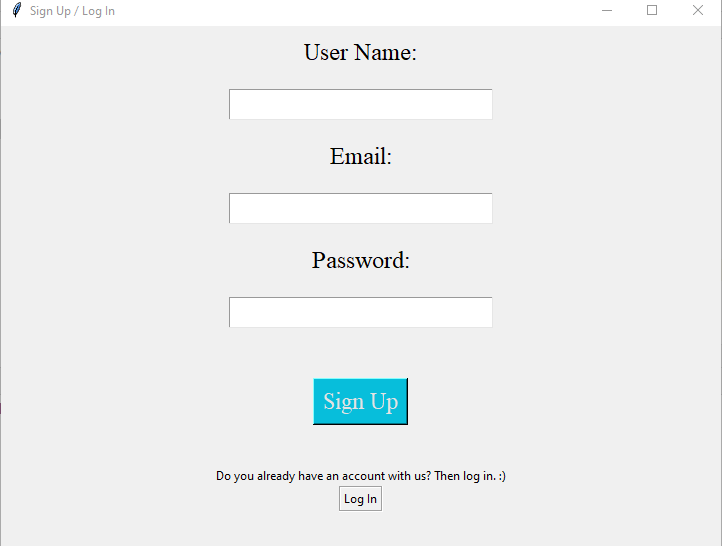 Sign Up / Log In
User Name:
Email:
Password:
Sign Up
Do you already have an account with us? Then log in. :)
Log In